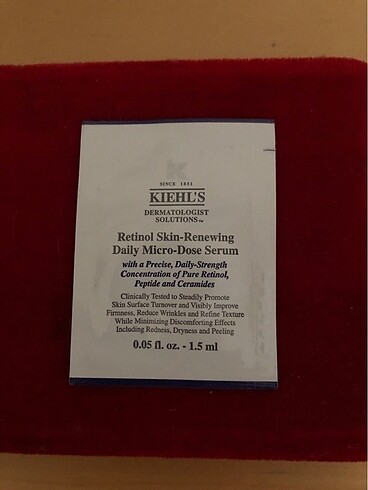 K
SINCE 1851
KIEHL'S
DERMATOLOGIST
SOLUTIONS™
Retinol Skin-Renewing
Daily Micro-Dose Serum
with a Precise, Daily-Strength
Concentration of Pure Retinol,
Peptide and Ceramides
Clinically Tested to Steadily Promote
Skin Surface Turnover and Visibly Improve
Firmness, Reduce Wrinkles and Refine Texture
While Minimizing Discomforting Effects
Including Redness, Dryness and Peeling
0.05 fl. oz. - 1.5 ml